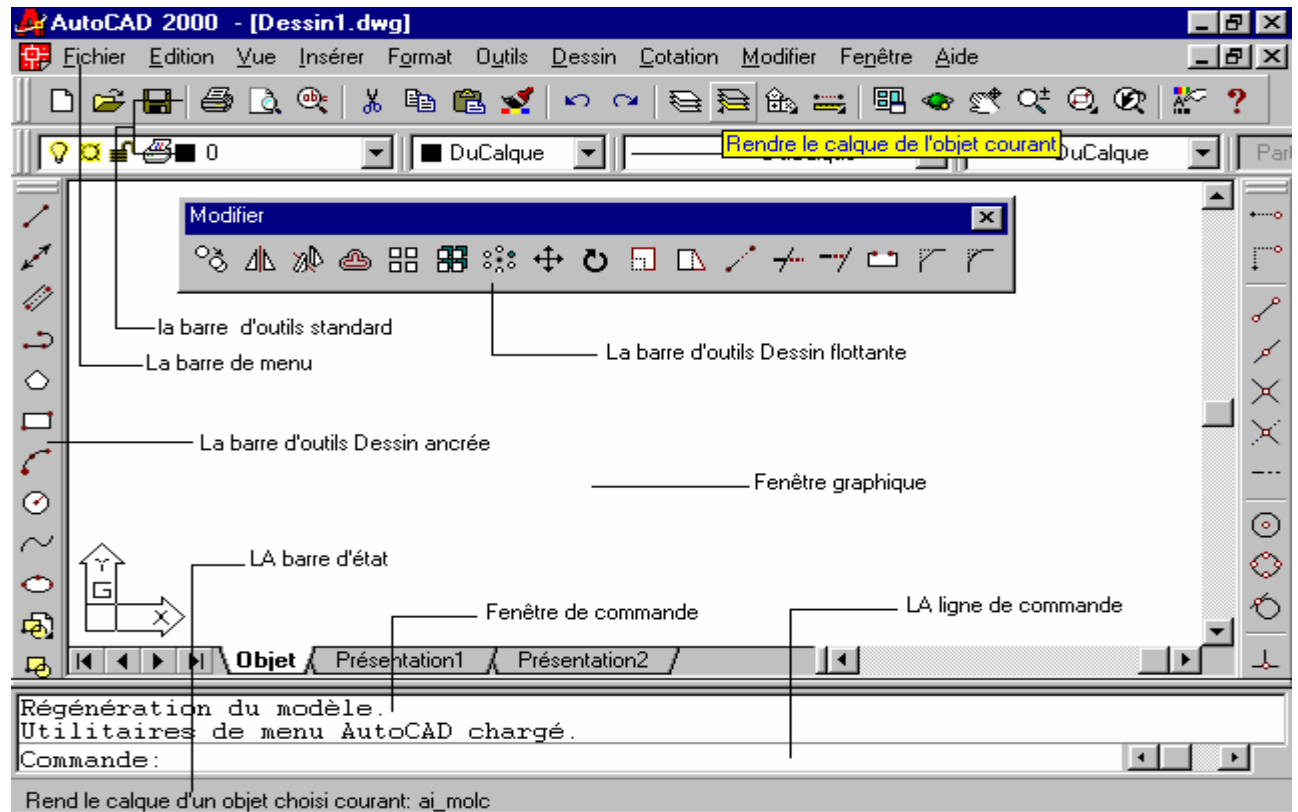 AutoCAD 2000 - [Dessin1.dwg]
Fichier Edition Vue Insérer Format Outils Dessin Cotation Modifier Fenêtre Aide
0 DuCalque DuCalque
Rendre le calque de l'objet courant
Modifier
la barre d'outils standard
La barre d'outils Dessin flottante
La barre de menu
La barre d'outils Dessin ancrée
Fenêtre graphique
LA barre d'état
Y
G
X
Fenêtre de commande
LA ligne de commande
Objet Présentation1 Présentation2
Régénération du modèle.
Utilitaires de menu AutoCAD chargé.
Commande:
Rend le calque d'un objet choisi courant: ai_molc